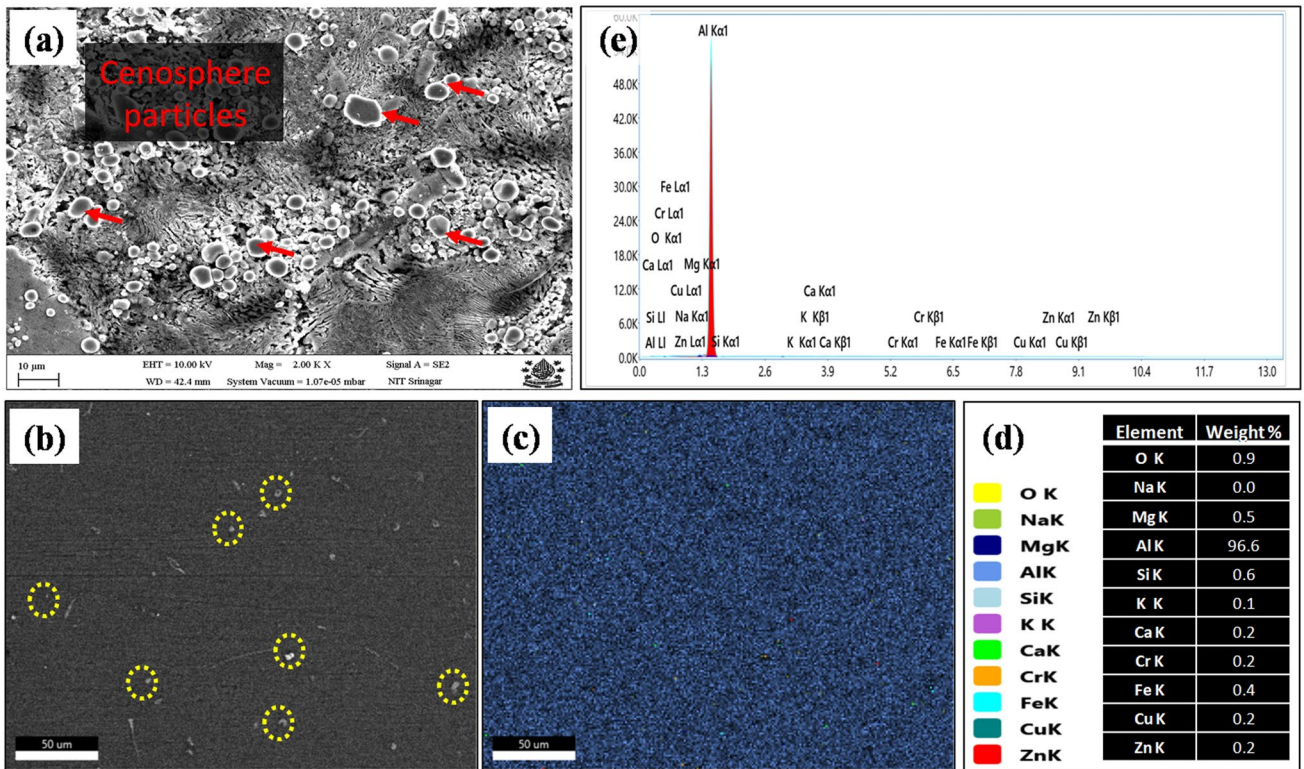 (a)
Cenosphere
particles
10 μm
EHT = 10.00 kV
Mag = 2.00 K X
Signal A = SE2
WD = 42.4 mm
System Vacuum = 1.07e-05 mbar
NIT Srinagar
(e)
60.0K
48.0K
42.0K
36.0K
30.0K
24.0K
18.0K
12.0K
6.0K
0.0K
Al Kα1
Fe Lα1
Cr Lα1
O Kα1
Ca Lα1 Mg Kα1
Cu Lα1 Ca Kα1
Si Ll Na Kα1 K Kβ1 Cr Kβ1 Zn Kα1 Zn Kβ1
Al Ll Zn Lα1 Si Kα1 K Kα1 Ca Kβ1 Cr Kα1 Fe Kα1 Fe Kβ1 Cu Kα1 Cu Kβ1
0.0 1.3 2.6 3.9 5.2 6.5 7.8 9.1 10.4 11.7 13.0
(b)
50 um
(c)
50 um
(d)
O K
NaK
MgK
AlK
SiK
K K
CaK
CrK
FeK
CuK
ZnK
Element Weight %
O K 0.9
Na K 0.0
Mg K 0.5
Al K 96.6
Si K 0.6
K K 0.1
Ca K 0.2
Cr K 0.2
Fe K 0.4
Cu K 0.2
Zn K 0.2